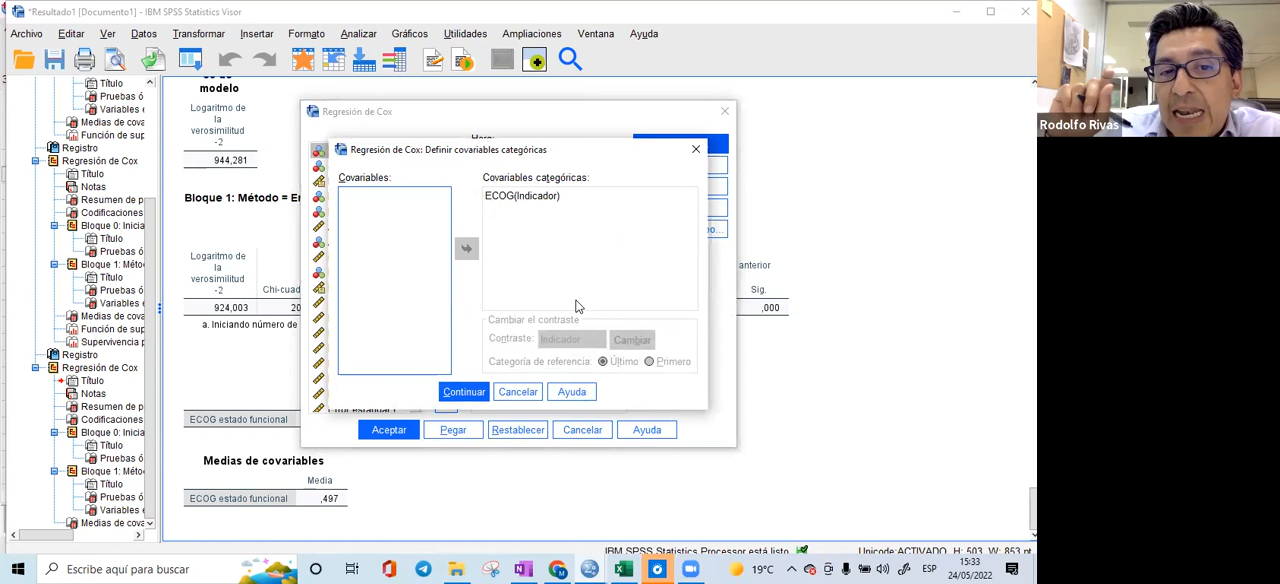 *Resultado1 [Documento1] - IBM SPSS Statistics Visor
Archivo Editar Ver Datos Transformar Insertar Formato Analizar Gráficos Utilidades Ampliaciones Ventana Ayuda
Título
Pruebas ó
Variables e
Medias de cova
Función de sup
Registro
Regresión de Cox
Título
Notas
Resumen de p
Codificaciones
Bloque 0: Inicia
Título
Pruebas ó
Bloque 1: Méto
Título
Pruebas ó
Variables e
Medias de cova
Función de sup
Supervivencia p
Registro
Regresión de Cox
Título
Notas
Resumen de p
Codificaciones
Bloque 0: Inicia
Título
Pruebas ó
Bloque 1: Méto
Título
Pruebas ó
Variables e
Medias de cova
modelo
Logaritmo de
la
verosimilitud
-2
944,281
Bloque 1: Método = En
Logaritmo de
la
verosimilitud
-2
Chi-cuad
924,003 20
a. Iniciando número de
anterior
Sig.
,000
ECOG estado funcional
Medias de covariables
Media
ECOG estado funcional ,497
Regresión de Cox
Regresión de Cox: Definir covariables categóricas
Covariables:
Covariables categóricas:
ECOG(Indicador)
Cambiar el contraste
Contraste: Indicador Cambiar
Categoría de referencia: Último Primero
Continuar Cancelar Ayuda
Aceptar Pegar Restablecer Cancelar Ayuda
Rodolfo Rivas
IBM SPSS Statistics Processor está listo
Unicode:ACTIVADO H: 503, W: 853 pt
Escribe aquí para buscar
19°C
ESP
15:33
24/05/2022